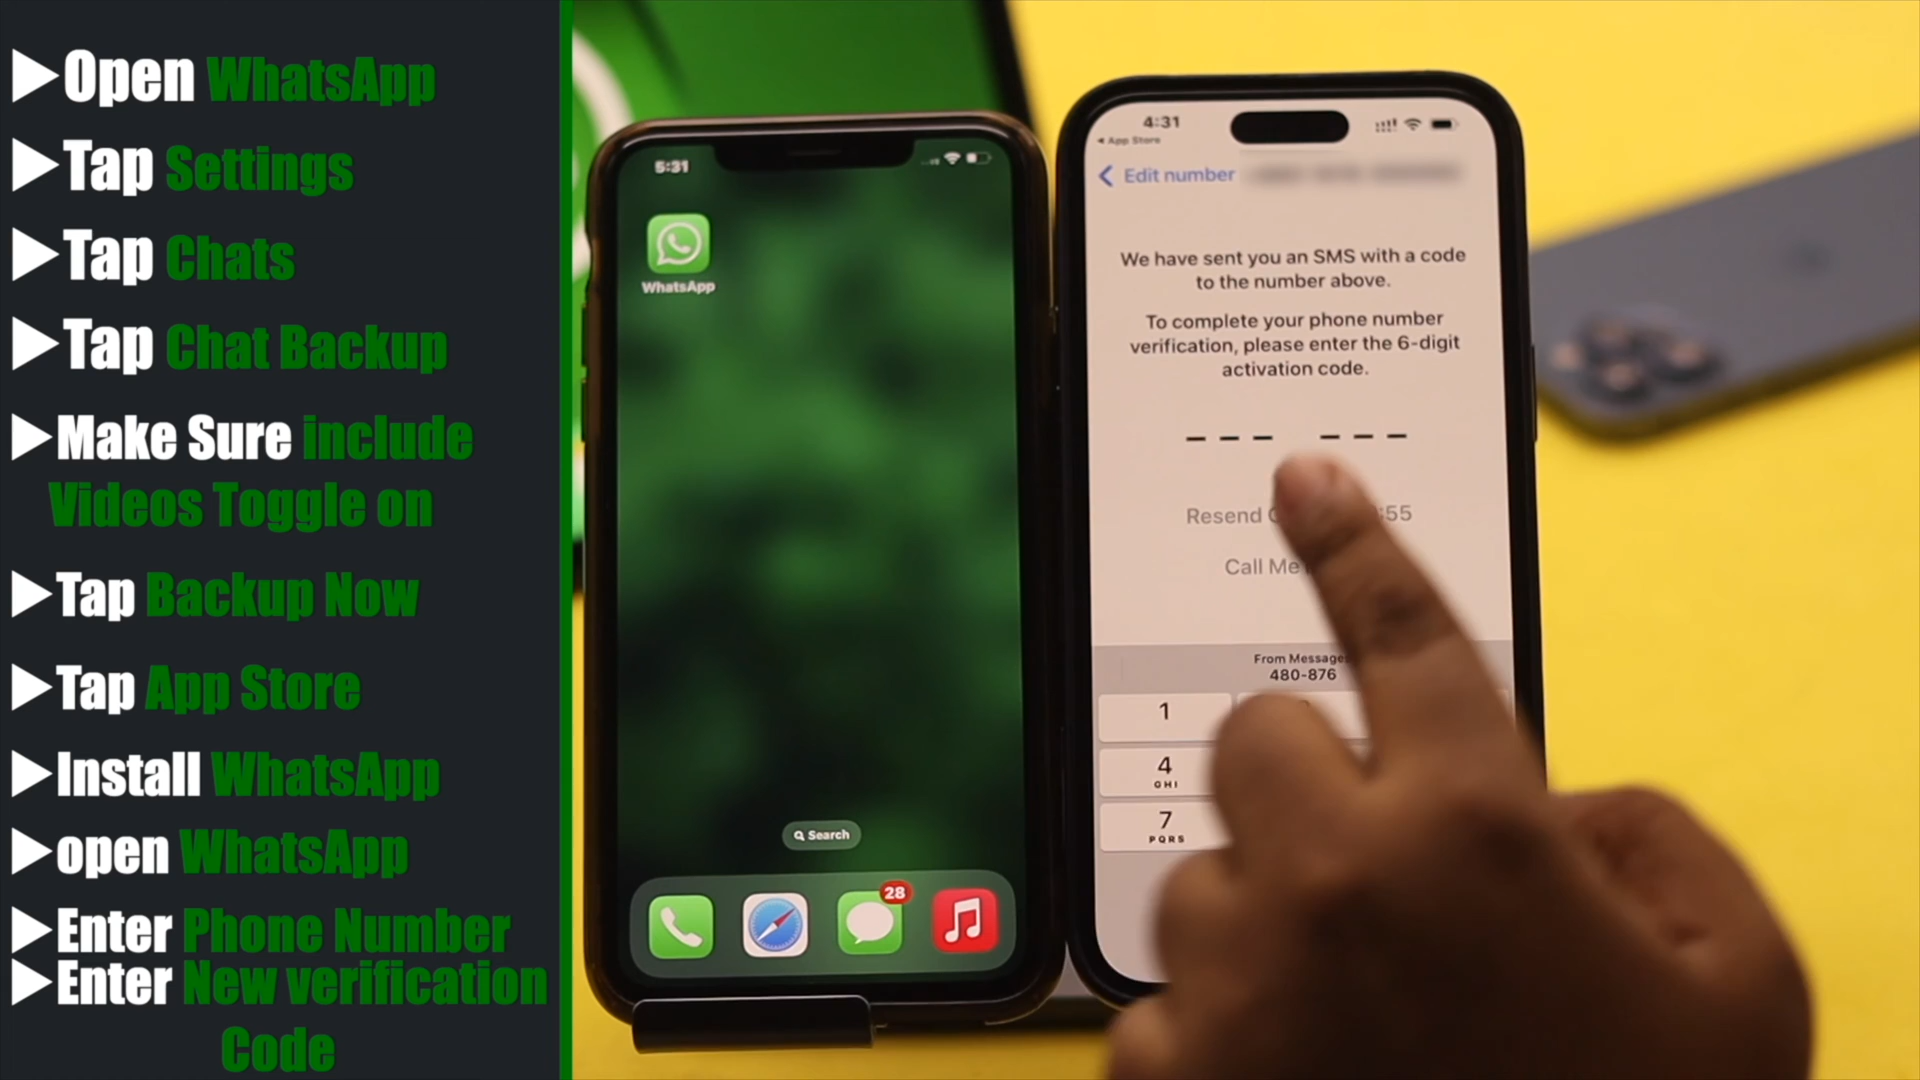 Open WhatsApp
Tap Settings
Tap Chats
Tap Chat Backup
Make Sure include
Videos Toggle on
Tap Backup Now
Tap App Store
Install WhatsApp
open WhatsApp
Enter Phone Number
Enter New verification
Code
5:31
WhatsApp
Search
28
4:31
App Store
Edit number
We have sent you an SMS with a code
to the number above.
To complete your phone number
verification, please enter the 6-digit
activation code.
Resend
:55
Call Me
From Messages
480-876
1
4
GHI
7
PQRS